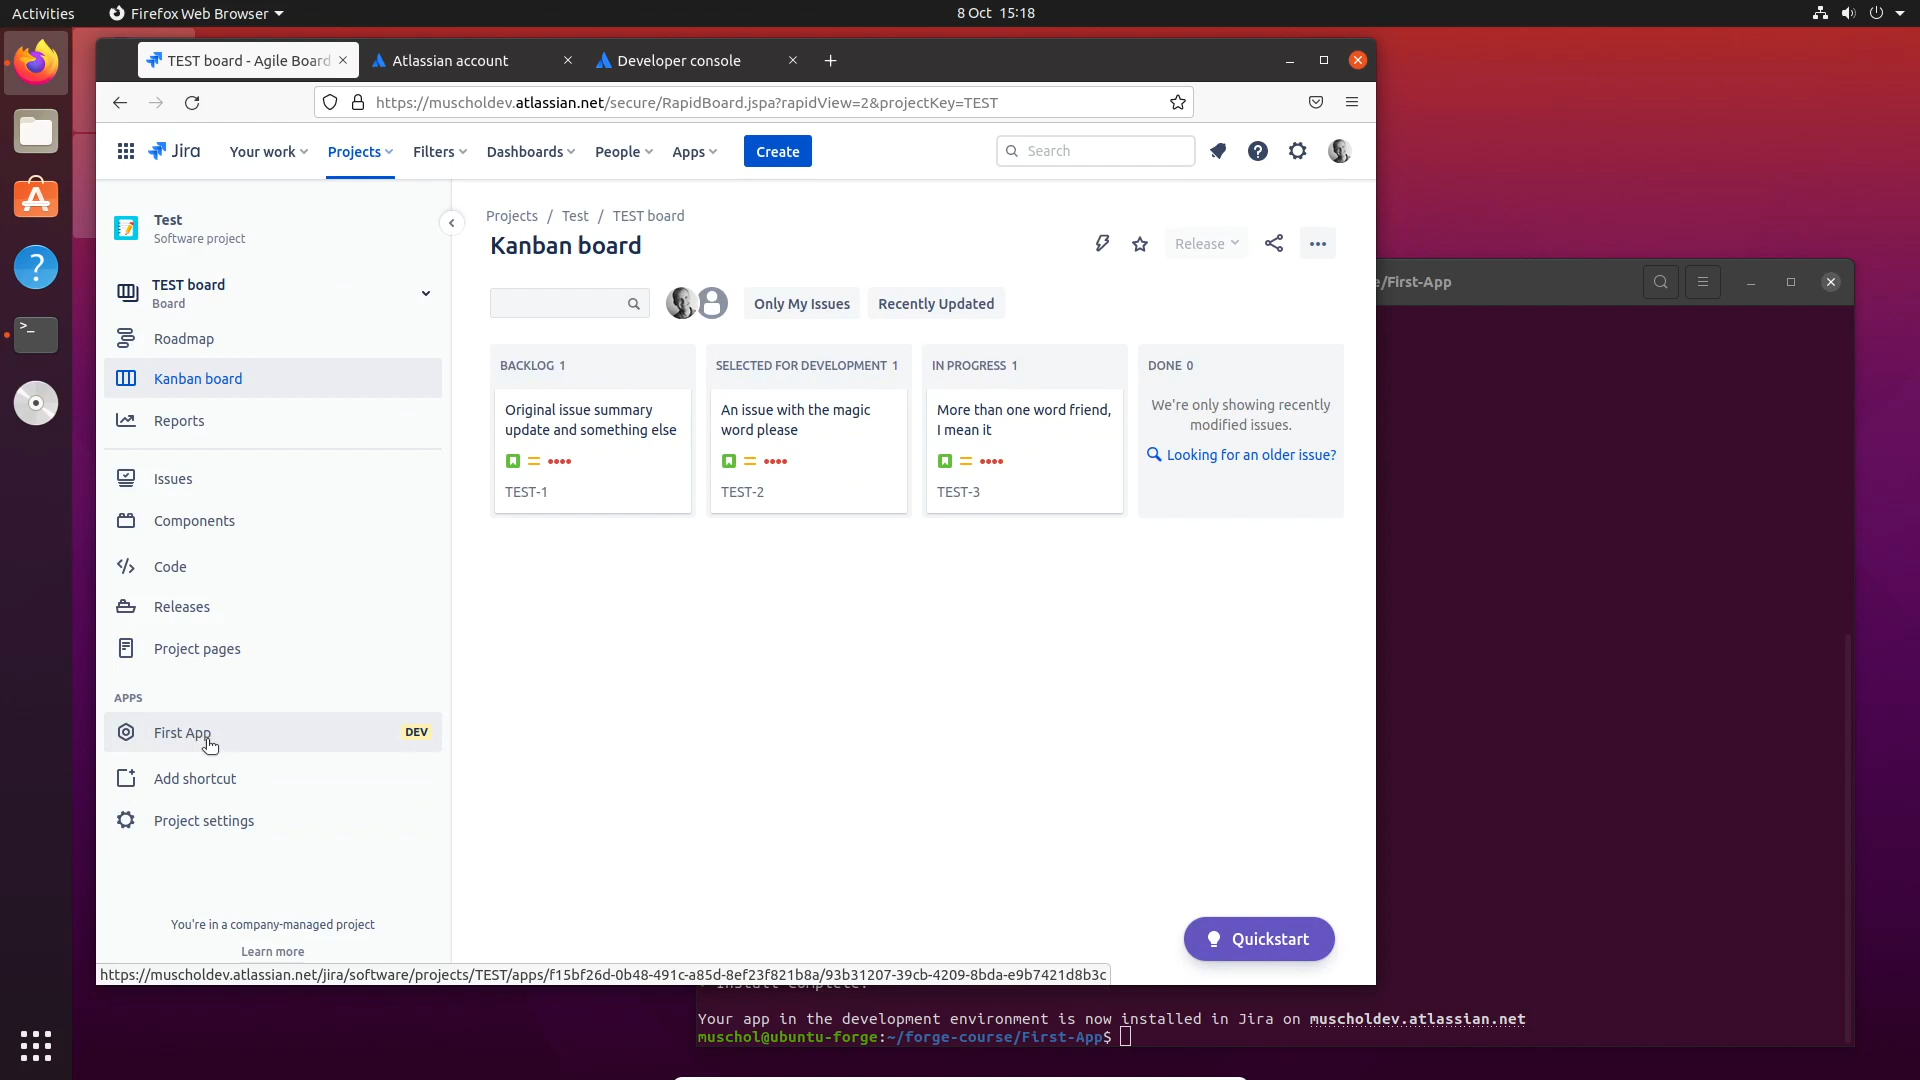 Activities
Firefox Web Browser
8 Oct 15:18
TEST board - Agile Board
Atlassian account
Developer console
https://muscholdev.atlassian.net/secure/RapidBoard.jspa?rapidView=2&projectKey=TEST
Jira
Your work
Projects
Filters
Dashboards
People
Apps
Create
Search
Test
Software project
TEST board
Board
Roadmap
Kanban board
Reports
Issues
Components
Code
Releases
Project pages
APPS
First App
DEV
Add shortcut
Project settings
You're in a company-managed project
Learn more
Projects / Test / TEST board
Kanban board
Release
Only My Issues
Recently Updated
BACKLOG 1
Original issue summary
update and something else
TEST-1
SELECTED FOR DEVELOPMENT 1
An issue with the magic
word please
TEST-2
IN PROGRESS 1
More than one word friend,
I mean it
TEST-3
DONE 0
We're only showing recently
modified issues.
Looking for an older issue?
Quickstart
https://muscholdev.atlassian.net/jira/software/projects/TEST/apps/f15bf26d-0b48-491c-a85d-8ef23f821b8a/93b31207-39cb-4209-8bda-e9b7421d8b3c
/First-App
Your app in the development environment is now installed in Jira on muscholdev.atlassian.net
muschol@ubuntu-forge:~/forge-course/First-App$